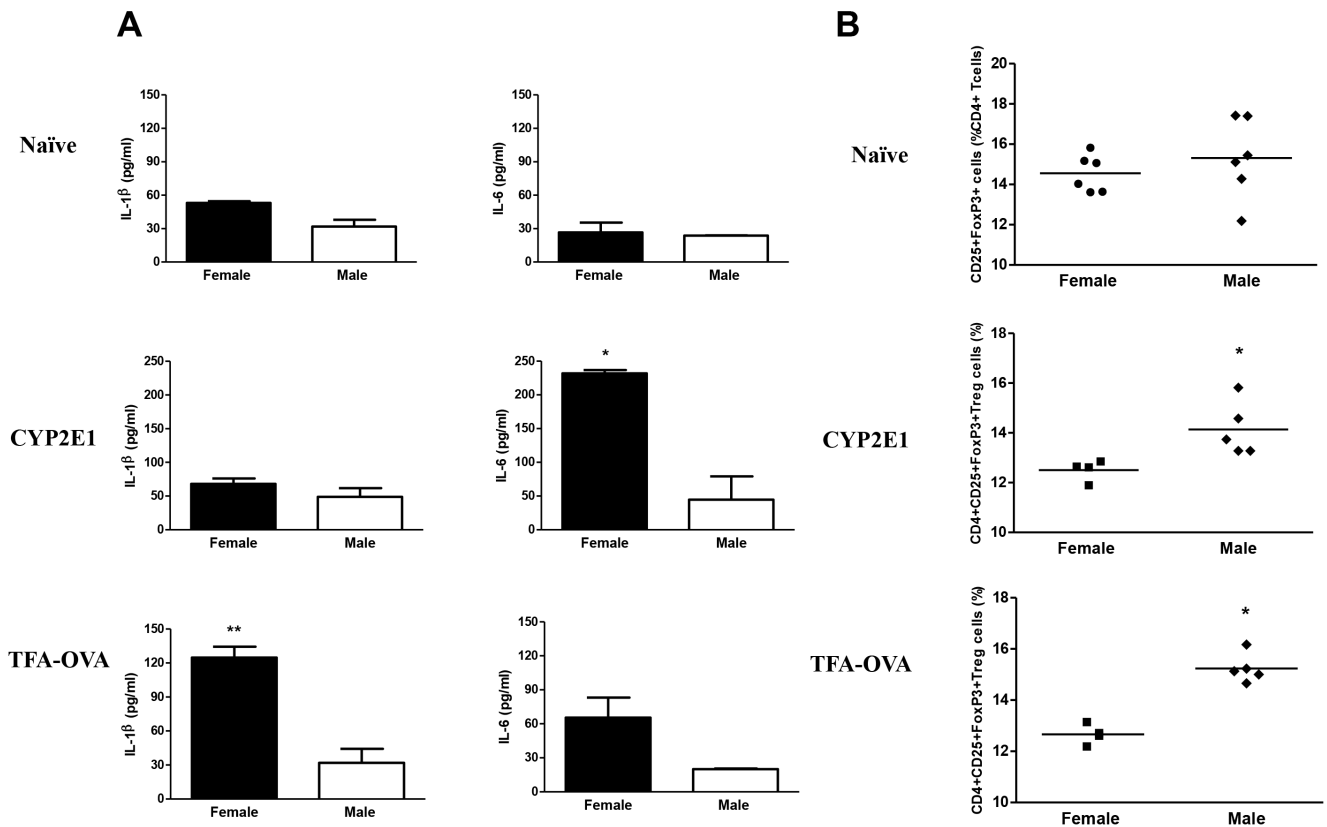 A
B
Naïve
IL-1β (pg/ml)
150
120
90
60
30
0
Female
Male
IL-6 (pg/ml)
150
120
90
60
30
0
Female
Male
Naïve
CD25+FoxP3+ cells (%CD4+ Tcells)
20
18
16
14
12
10
Female
Male
CYP2E1
IL-1β (pg/ml)
250
200
150
100
50
0
Female
Male
IL-6 (pg/ml)
250
200
150
100
50
0
*
Female
Male
CYP2E1
CD4+CD25+FoxP3+Treg cells (%)
18
16
14
12
10
*
Female
Male
TFA-OVA
IL-1β (pg/ml)
150
120
90
60
30
0
**
Female
Male
IL-6 (pg/ml)
150
120
90
60
30
0
Female
Male
TFA-OVA
CD4+CD25+FoxP3+Treg cells (%)
18
16
14
12
10
*
Female
Male